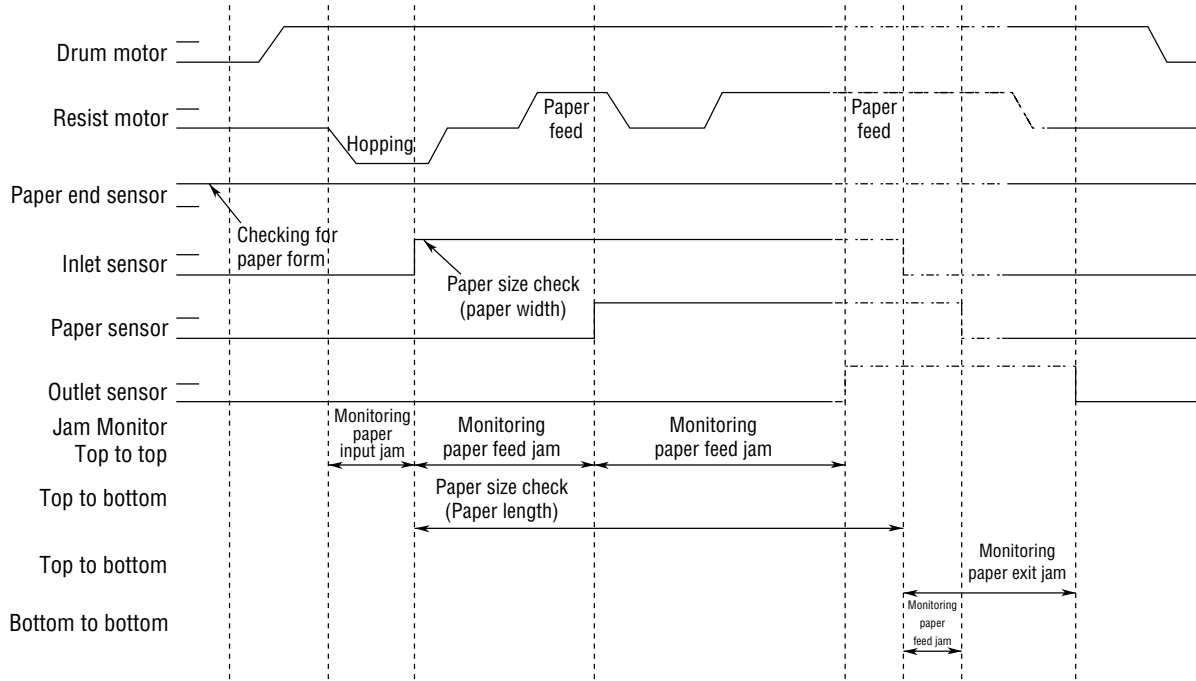 Drum motor
Resist motor
Hopping
Paper
feed
Paper
feed
Paper end sensor
Checking for
paper form
Inlet sensor
Paper size check
(paper width)
Paper sensor
Outlet sensor
Jam Monitor
Top to top
Monitoring
paper
input jam
Monitoring
paper feed jam
Monitoring
paper feed jam
Top to bottom
Paper size check
(Paper length)
Top to bottom
Monitoring
paper exit jam
Bottom to bottom
Monitoring
paper
feed jam